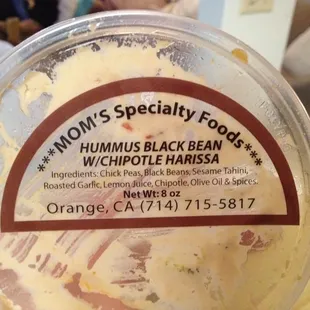 ***MOM'S Specialty Foods***
HUMMUS BLACK BEAN
W/CHIPOTLE HARISSA
Ingredients: Chick Peas, Black Beans, Sesame Tahini,
Roasted Garlic, Lemon Juice, Chipotle, Olive Oil & Spices.
Net Wt: 8 oz
Orange, CA (714) 715-5817